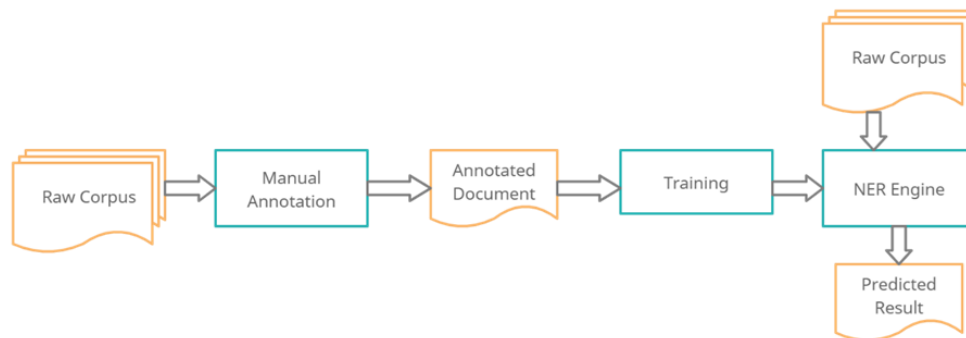 Raw Corpus
Raw Corpus
Manual
Annotation
Annotated
Document
Training
NER Engine
Predicted
Result